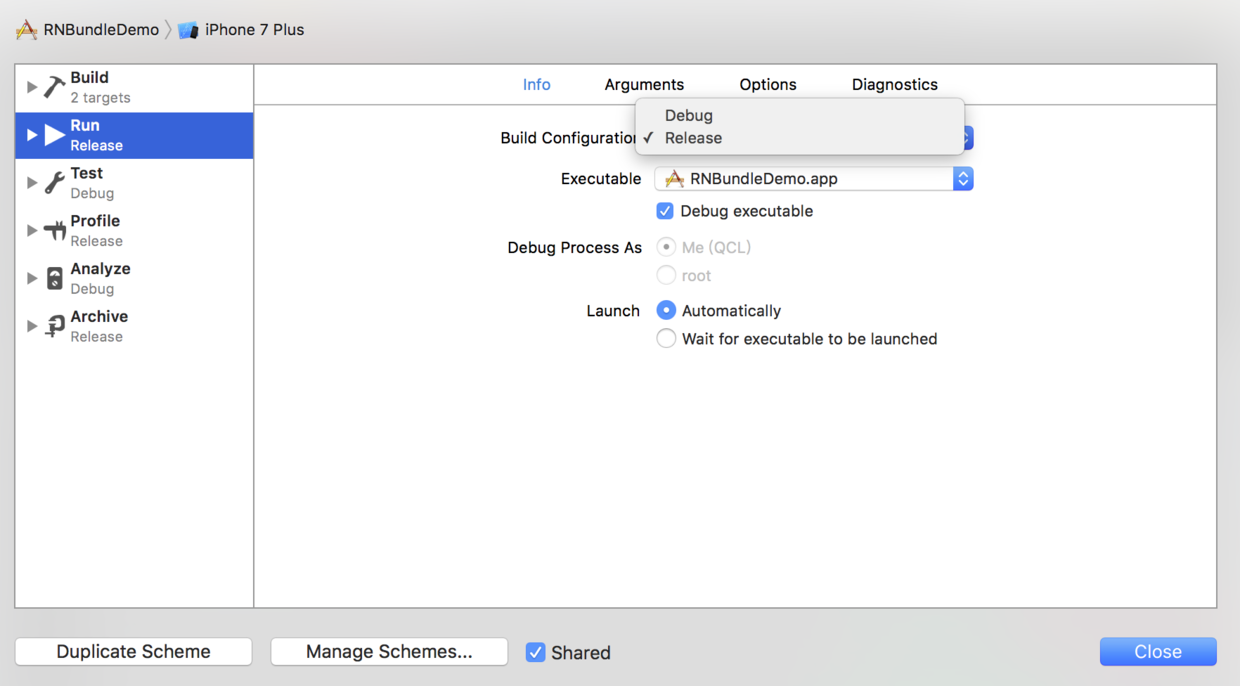 RNBundleDemo iPhone 7 Plus
Build
2 targets
Run
Release
Test
Debug
Profile
Release
Analyze
Debug
Archive
Release
Info Arguments Options Diagnostics
Debug
Build Configuration Release
Executable RNBundleDemo.app
Debug executable
Debug Process As Me (QCL)
root
Launch Automatically
Wait for executable to be launched
Duplicate Scheme Manage Schemes... Shared Close